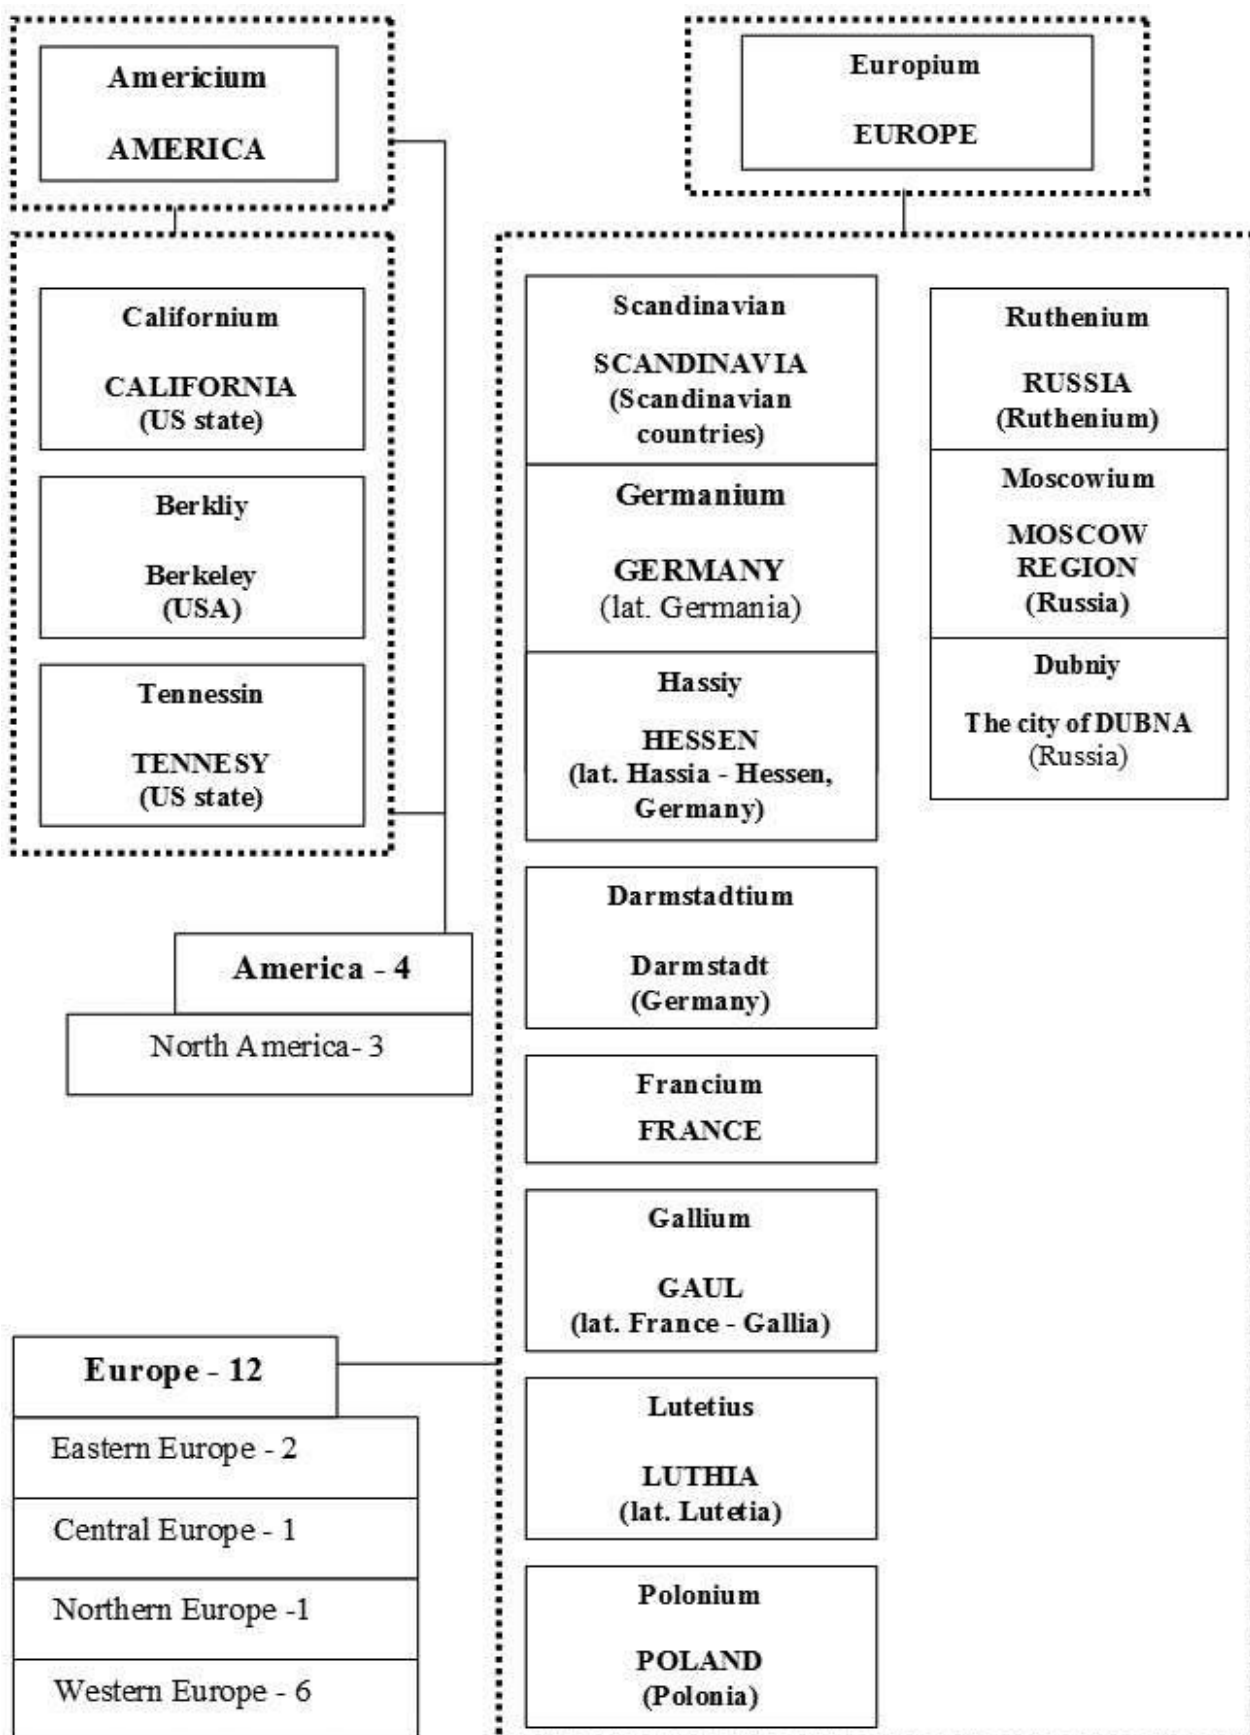 Americium
AMERICA
Europium
EUROPE
Californium
CALIFORNIA
(US state)
Berkliy
Berkeley
(USA)
Tennessin
TENNESY
(US state)
America - 4
North America- 3
Scandinavian
SCANDINAVIA
(Scandinavian
countries)
Germanium
GERMANY
(lat. Germania)
Hassiy
HESSEN
(lat. Hassia - Hessen,
Germany)
Darmstadtium
Darmstadt
(Germany)
Francium
FRANCE
Gallium
GAUL
(lat. France - Gallia)
Lutetius
LUTHIA
(lat. Lutetia)
Polonium
POLAND
(Polonia)
Ruthenium
RUSSIA
(Ruthenium)
Moscowium
MOSCOW
REGION
(Russia)
Dubniy
The city of DUBNA
(Russia)
Europe - 12
Eastern Europe - 2
Central Europe - 1
Northern Europe -1
Western Europe - 6